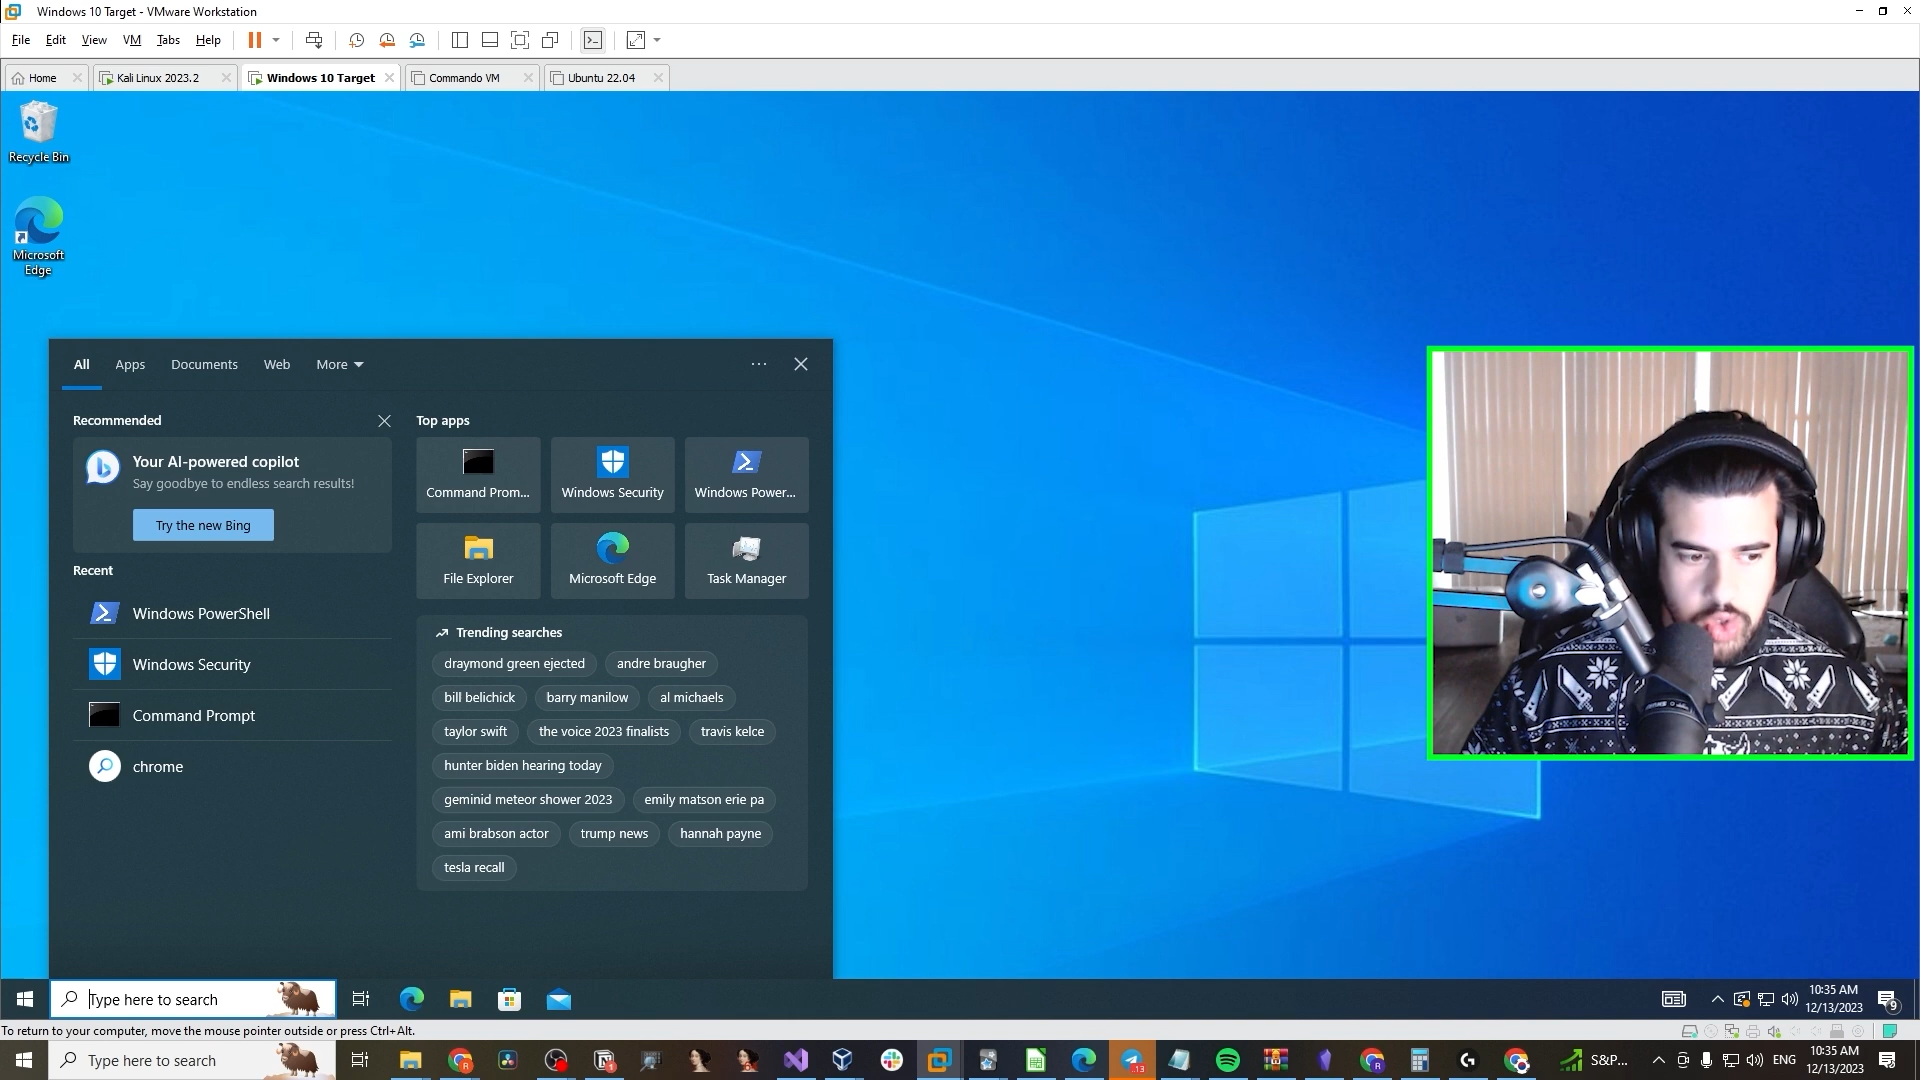 Windows 10 Target - VMware Workstation
File Edit View VM Tabs Help
Home Kali Linux 2023.2 Windows 10 Target Commando VM Ubuntu 22.04
Recycle Bin
Microsoft
Edge
All Apps Documents Web More
Recommended
Your AI-powered copilot
Say goodbye to endless search results!
Try the new Bing
Recent
Windows PowerShell
Windows Security
Command Prompt
chrome
Top apps
Command Prom... Windows Security Windows Power...
File Explorer Microsoft Edge Task Manager
Trending searches
draymond green ejected andre braugher
bill belichick barry manilow al michaels
taylor swift the voice 2023 finalists travis kelce
hunter biden hearing today
geminid meteor shower 2023 emily matson erie pa
ami brabson actor trump news hannah payne
tesla recall
Type here to search
10:35 AM
12/13/2023
9
To return to your computer, move the mouse pointer outside or press Ctrl+Alt.
Type here to search
1
R
.13
R
S&P...
ENG
10:35 AM
12/13/2023